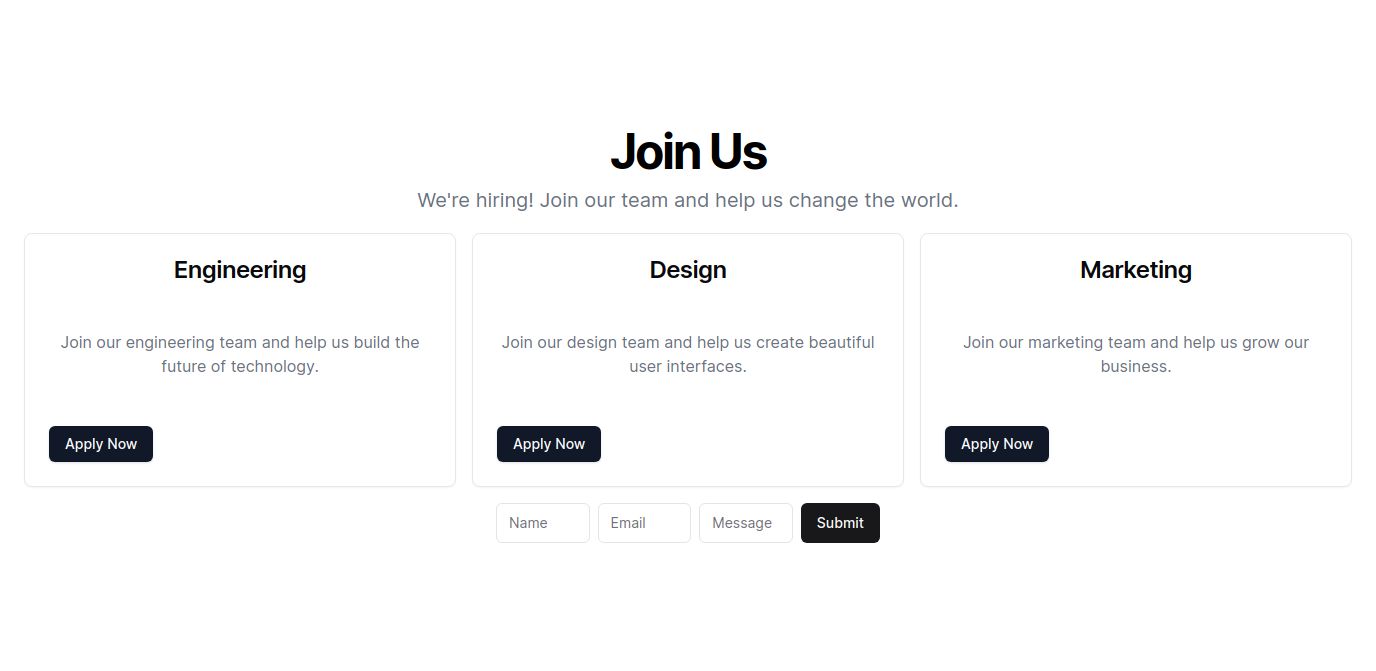 Join Us
We're hiring! Join our team and help us change the world.
Engineering
Join our engineering team and help us build the
future of technology.
Apply Now
Design
Join our design team and help us create beautiful
user interfaces.
Apply Now
Marketing
Join our marketing team and help us grow our
business.
Apply Now
Name
Email
Message
Submit